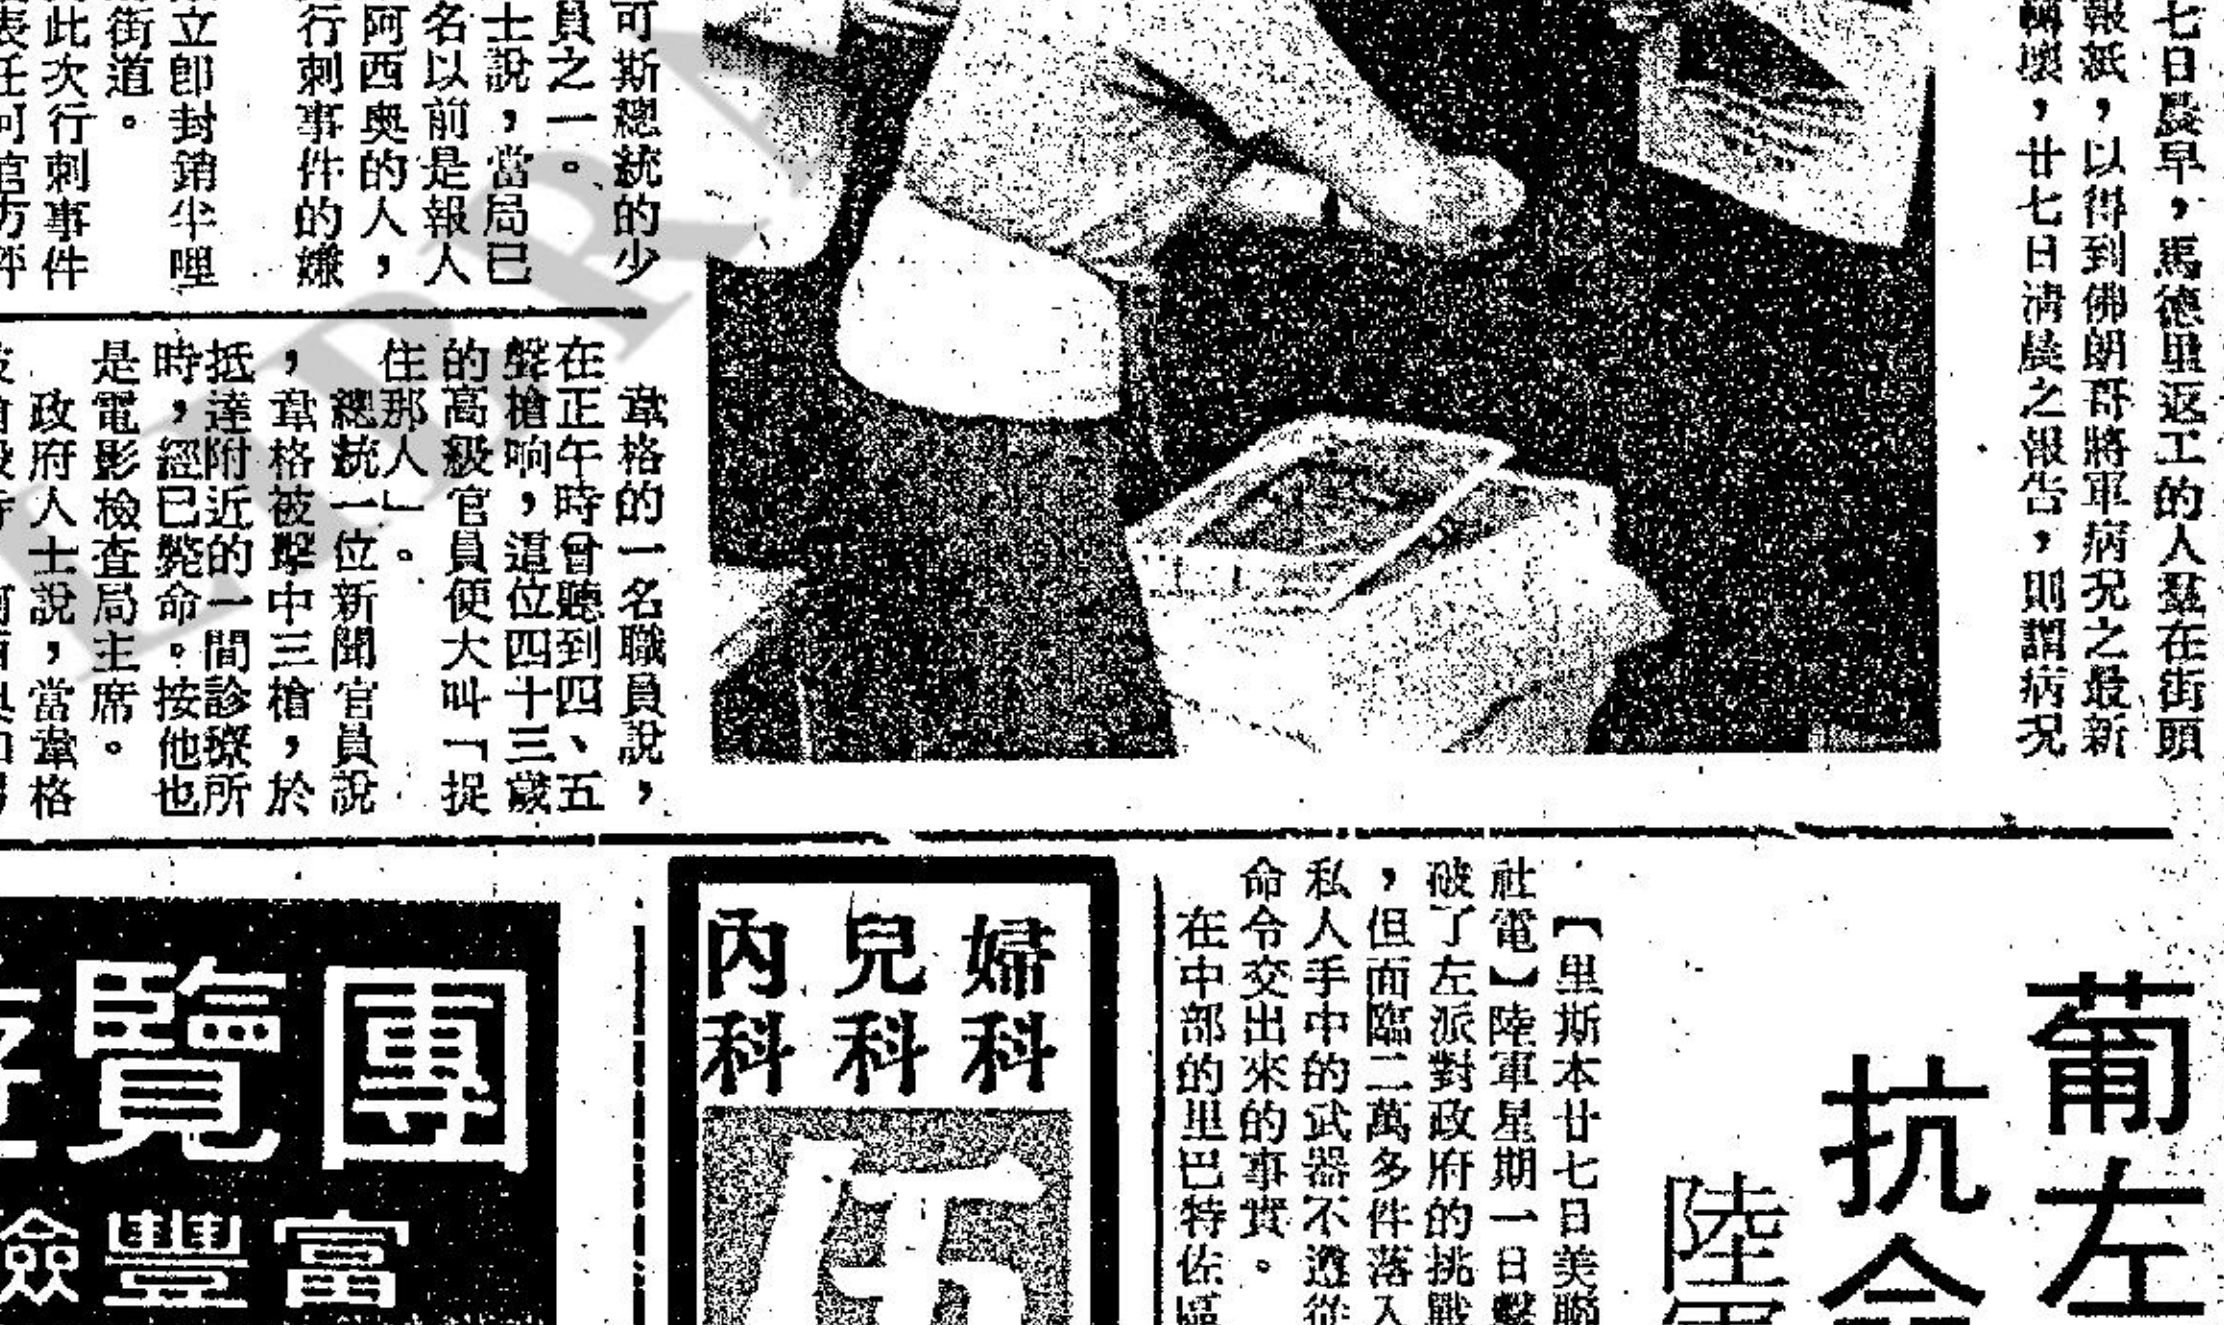 七日晨早，馬德里返工的人羣在街頭
報紙，以得到佛朗哥將軍病況之最新
壞，廿七日清晨之報告，則謂病況
可斯總統的少
員之一。
士說，當局已
名以前是報人
阿西奥的人，
行刺事件的嫌
立即封鎖半哩
街道。
此次行刺事件
任何官方
韋格的一名職員說，
在正午時曾聽到四、五
聲槍响，這位四十三歲
的高級官員便大叫「捉
住那人」。
總統一位新聞官員說
，韋格被擊中三槍，於
抵達附近的一間診療所
時，經已斃命。按他也
是電影檢查局主席。
政府人士說，當韋格
葡左
抗
陸
【里斯本廿七日美聯
社電】陸軍星期一日擊
破了左派對政府的挑戰
，但面臨二萬多件落入
私人手中的武器不遵從
命令交出來的事實。
在中部的里巴特佐區
婦科
兒科
內科
伍
團覽
富豐
LIBRA